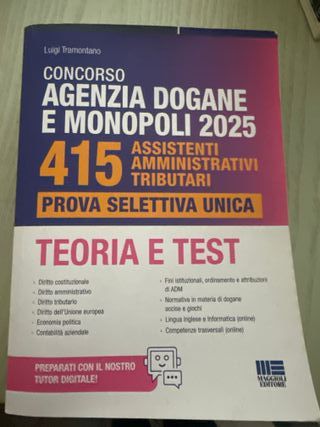 Luigi Tramontano
CONCORSO
AGENZIA DOGANE
E MONOPOLI 2025
415 ASSISTENTI
AMMINISTRATIVI
TRIBUTARI
PROVA SELETTIVA UNICA
TEORIA E TEST
• Diritto costituzionale
• Diritto amministrativo
• Diritto tributario
• Diritto dell'Unione europea
• Economia politica
• Contabilità aziendale
• Fini istituzionali, ordinamento e attribuzioni
di ADM
• Normativa in materia di dogane
accise e giochi
• Lingua inglese e Informatica (online)
• Competenze trasversali (online)
PREPARATI CON IL NOSTRO
TUTOR DIGITALE!
MAGGIOLI
EDITORE